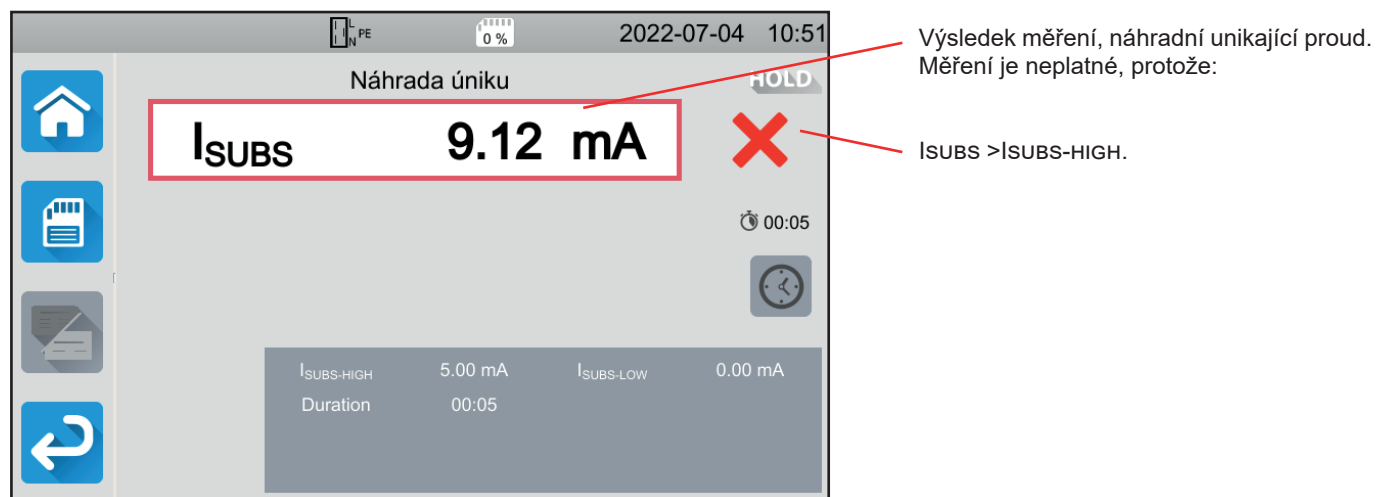 L
N PE
0 %
2022-07-04 10:51
Náhrada úniku
HOLD
ISUBS 9.12 mA
00:05
ISUBS-HIGH 5.00 mA ISUBS-LOW 0.00 mA
Duration 00:05
Výsledek měření, náhradní unikající proud.
Měření je neplatné, protože:
ISUBS >ISUBS-HIGH.